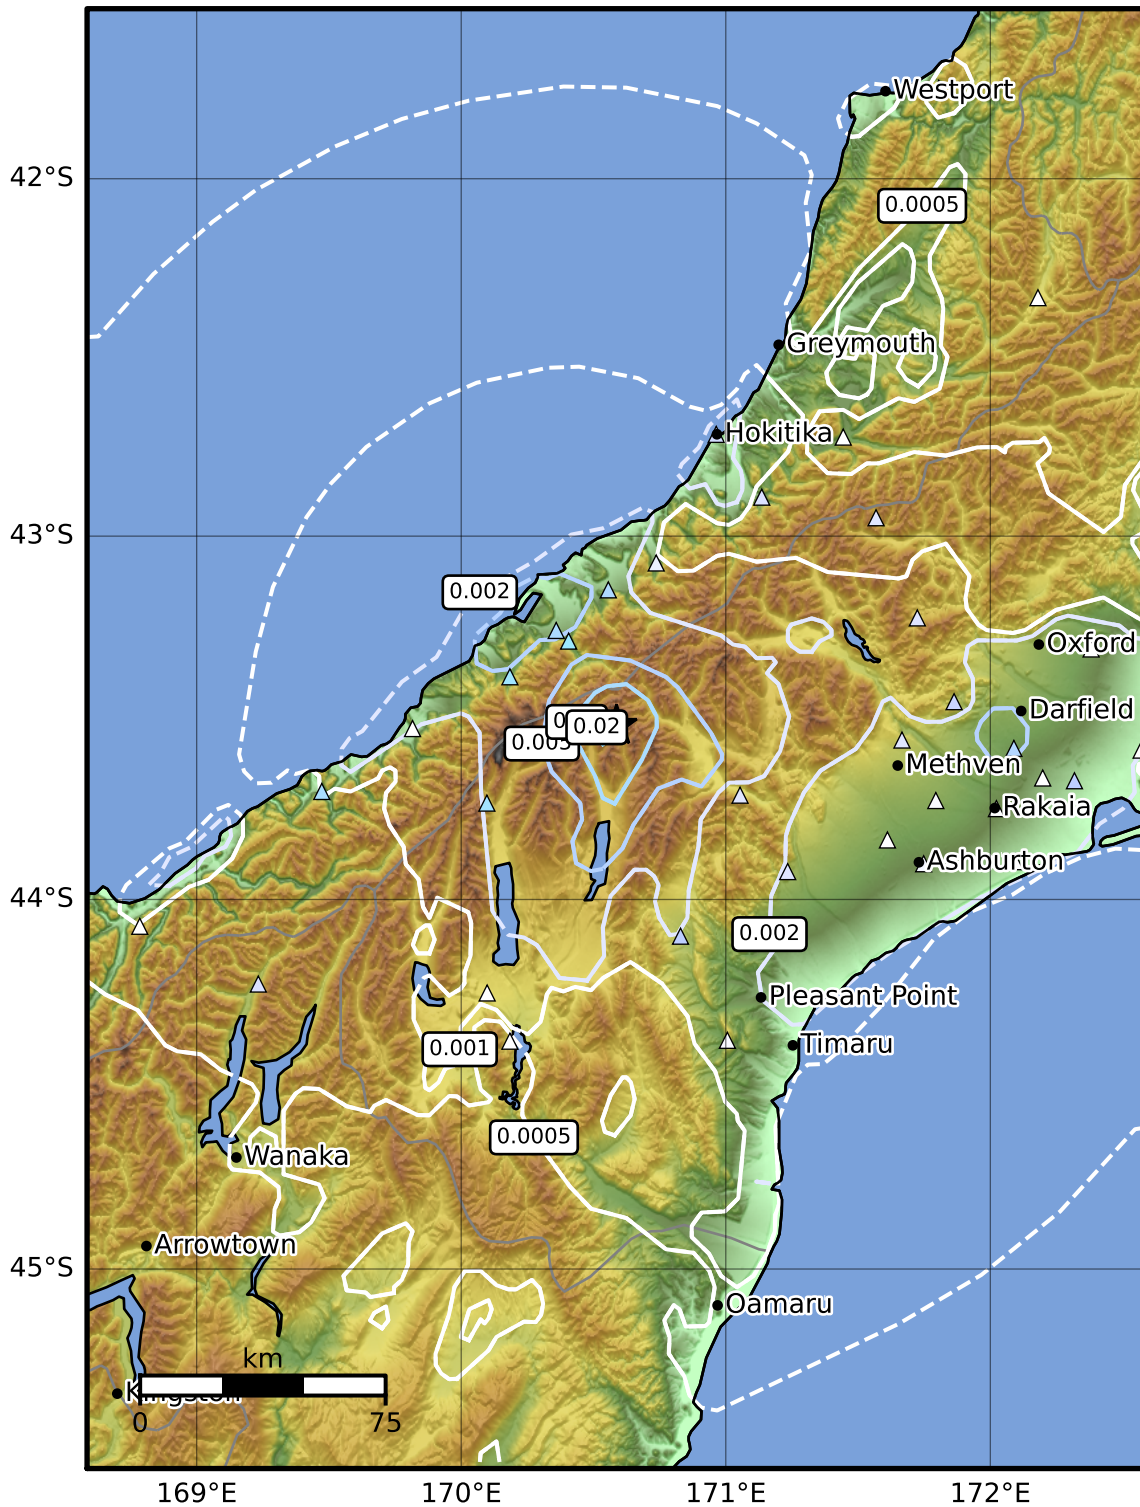 Westport
42°S
0.0005
Greymouth
Hokitika
43°S
0.002
Oxford
Darfield
0.02
Methven
Rakaia
Ashburton
44°S
0.002
Pleasant Point
Timaru
0.001
0.0005
Wanaka
Arrowtown
45°S
Oamaru
km
Kingston
0
75
169°E
170°E
171°E
172°E